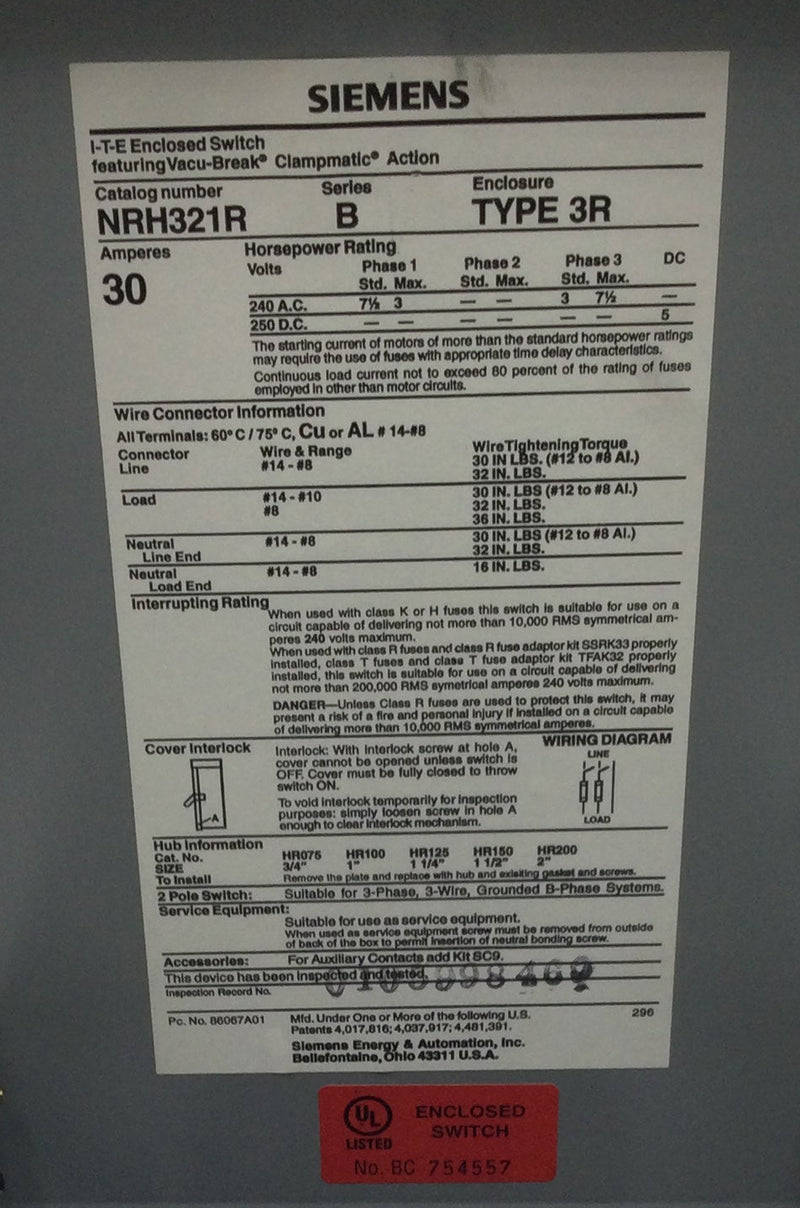 SIEMENS
I-T-E Enclosed Switch
featuring Vacu-Break® Clampmatic® Action
Catalog number Series Enclosure
NRH321R B TYPE 3R
Amperes Horsepower Rating
30
Volts Phase 1 Phase 2 Phase 3 DC
Std. Max. Std. Max. Std. Max.
240 A.C. 7½ 3 — — 3 7½ —
250 D.C. — — — — — — 5
The starting current of motors of more than the standard horsepower ratings
may require the use of fuses with appropriate time delay characteristics.
Continuous load current not to exceed 80 percent of the rating of fuses
employed in other than motor circuits.
Wire Connector Information
All Terminals: 60° C / 75° C, Cu or AL # 14-#8
Connector Wire & Range Wire Tightening Torque
Line #14 - #8 30 IN LBS. (#12 to #8 Al.)
32 IN. LBS.
Load #14 - #10 30 IN. LBS (#12 to #8 Al.)
#8 32 IN. LBS.
36 IN. LBS.
Neutral #14 - #8 30 IN. LBS (#12 to #8 Al.)
Line End 32 IN. LBS.
Neutral #14 - #8 16 IN. LBS.
Load End
Interrupting Rating
When used with class K or H fuses this switch is suitable for use on a
circuit capable of delivering not more than 10,000 RMS symmetrical am-
peres 240 volts maximum.
When used with class R fuses and class R fuse adaptor kit SSRK33 properly
installed, class T fuses and class T fuse adaptor kit TFAK32 properly
installed, this switch is suitable for use on a circuit capable of delivering
not more than 200,000 RMS symetrical amperes 240 volts maximum.
DANGER—Unless Class R fuses are used to protect this switch, it may
present a risk of a fire and personal injury if installed on a circuit capable
of delivering more than 10,000 RMS symmetrical amperes.
Cover Interlock
A
Interlock: With interlock screw at hole A,
cover cannot be opened unless switch is
OFF. Cover must be fully closed to throw
switch ON.
To void interlock temporarily for inspection
purposes: simply loosen screw in hole A
enough to clear interlock mechanism.
WIRING DIAGRAM
LINE
LOAD
Hub Information
Cat. No. HR075 HR100 HR125 HR150 HR200
SIZE 3/4" 1" 1 1/4" 1 1/2" 2"
To Install Remove the plate and replace with hub and existing gasket and screws.
2 Pole Switch: Suitable for 3-Phase, 3-Wire, Grounded B-Phase Systems.
Service Equipment:
Suitable for use as service equipment.
When used as service equipment screw must be removed from outside
of back of the box to permit insertion of neutral bonding screw.
Accessories: For Auxiliary Contacts add Kit SC9.
This device has been inspected and tested.
Inspection Record No.
Pc. No. 86067A01 Mfd. Under One or More of the following U.S. 296
Patents 4,017,816; 4,037,917; 4,481,391.
Siemens Energy & Automation, Inc.
Bellefontaine, Ohio 43311 U.S.A.
UL ENCLOSED
SWITCH
LISTED
No. BC 754557